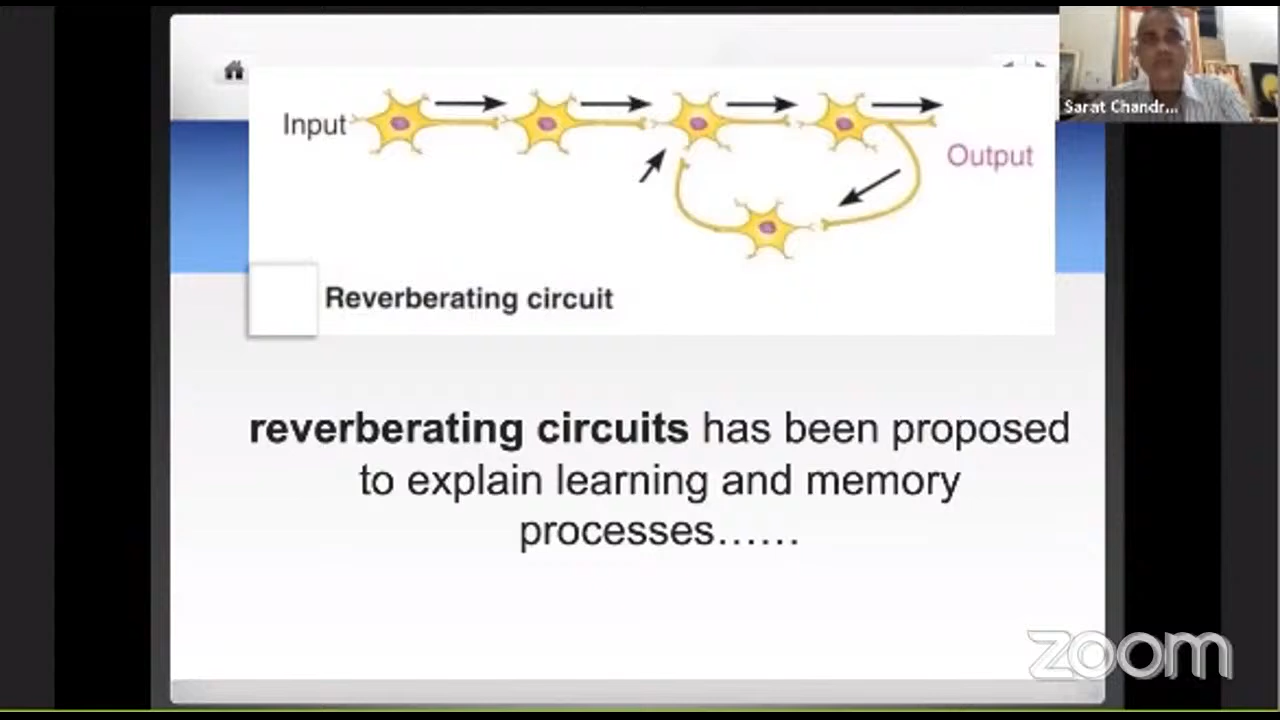 Sarat Chandr...
Input
Output
Reverberating circuit
reverberating circuits has been proposed
to explain learning and memory
processes......
zoom